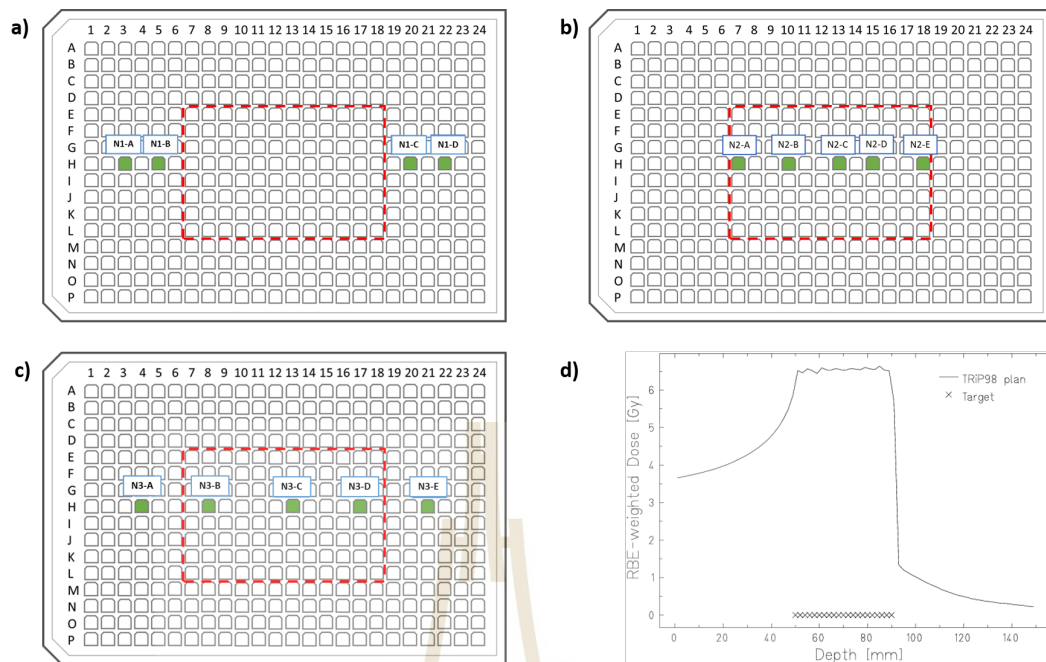 a)
1 2 3 4 5 6 7 8 9 10 11 12 13 14 15 16 17 18 19 20 21 22 23 24
A
B
C
D
E
F
G
H
I
J
K
L
M
N
O
P
N1-A N1-B N1-C N1-D
b)
1 2 3 4 5 6 7 8 9 10 11 12 13 14 15 16 17 18 19 20 21 22 23 24
A
B
C
D
E
F
G
H
I
J
K
L
M
N
O
P
N2-A N2-B N2-C N2-D N2-E
c)
1 2 3 4 5 6 7 8 9 10 11 12 13 14 15 16 17 18 19 20 21 22 23 24
A
B
C
D
E
F
G
H
I
J
K
L
M
N
O
P
N3-A N3-B N3-C N3-D N3-E
d)
RBE-weighted Dose [Gy]
6
5
4
3
2
1
0
TRiP98 plan
Target
0 20 40 60 80 100 120 140
Depth [mm]